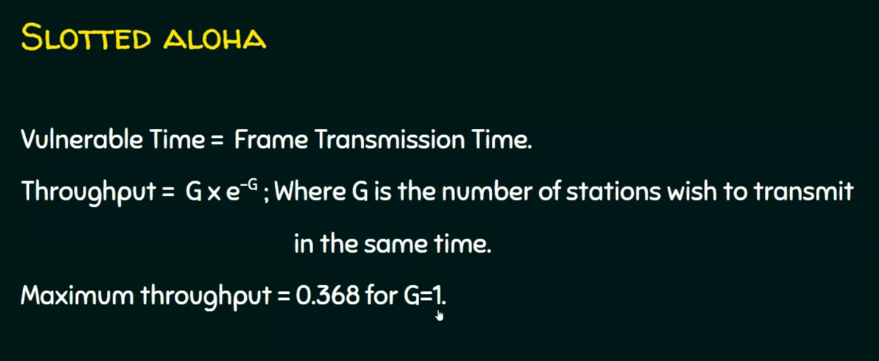 SLOTTED ALOHA
Vulnerable Time = Frame Transmission Time.
Throughput = G x e⁻ᴳ ; Where G is the number of stations wish to transmit
in the same time.
Maximum throughput = 0.368 for G=1.